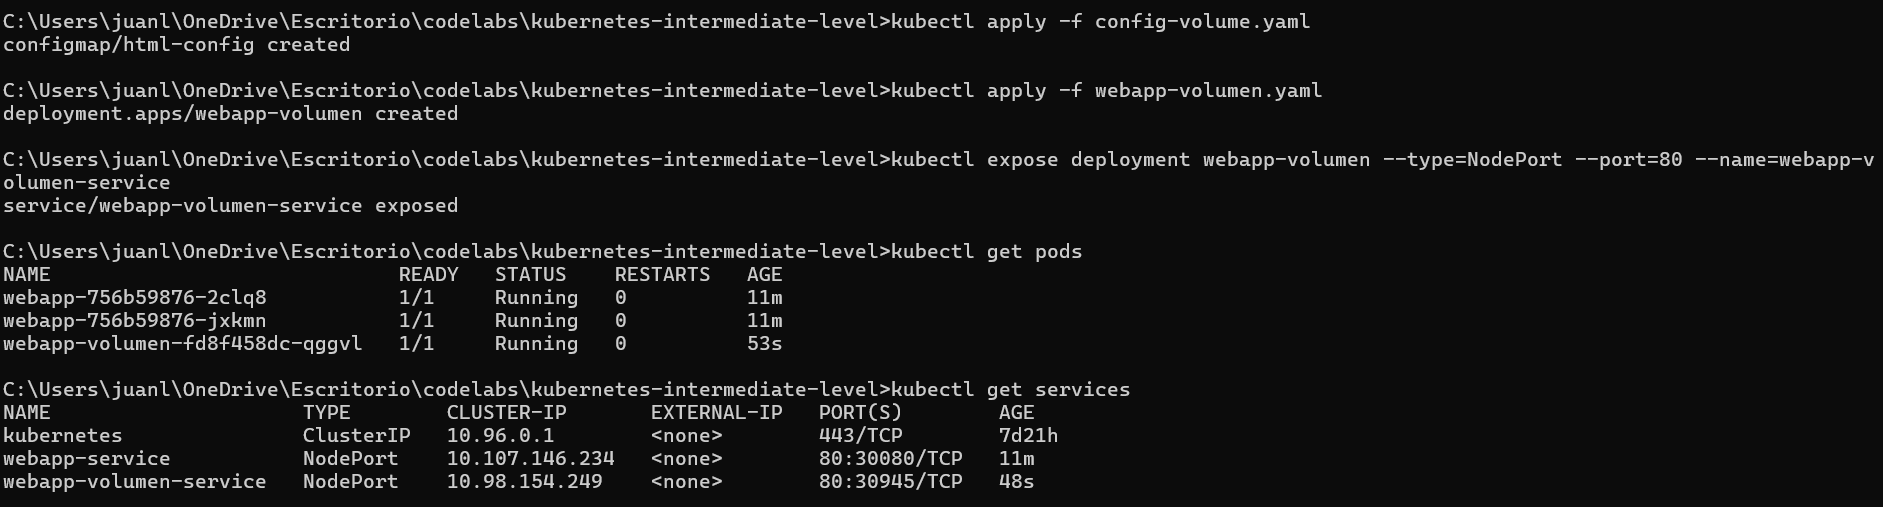 C:\Users\juanl\OneDrive\Escritorio\codelabs\kubernetes-intermediate-level>kubectl apply -f config-volume.yaml
configmap/html-config created
C:\Users\juanl\OneDrive\Escritorio\codelabs\kubernetes-intermediate-level>kubectl apply -f webapp-volumen.yaml
deployment.apps/webapp-volumen created
C:\Users\juanl\OneDrive\Escritorio\codelabs\kubernetes-intermediate-level>kubectl expose deployment webapp-volumen --type=NodePort --port=80 --name=webapp-v
olumen-service
service/webapp-volumen-service exposed
C:\Users\juanl\OneDrive\Escritorio\codelabs\kubernetes-intermediate-level>kubectl get pods
NAME                             READY   STATUS    RESTARTS   AGE
webapp-756b59876-2clq8           1/1     Running   0          11m
webapp-756b59876-jxkmn           1/1     Running   0          11m
webapp-volumen-fd8f458dc-qggvl   1/1     Running   0          53s
C:\Users\juanl\OneDrive\Escritorio\codelabs\kubernetes-intermediate-level>kubectl get services
NAME                     TYPE        CLUSTER-IP       EXTERNAL-IP   PORT(S)        AGE
kubernetes               ClusterIP   10.96.0.1        <none>        443/TCP        7d21h
webapp-service           NodePort    10.107.146.234   <none>        80:30080/TCP   11m
webapp-volumen-service   NodePort    10.98.154.249    <none>        80:30945/TCP   48s